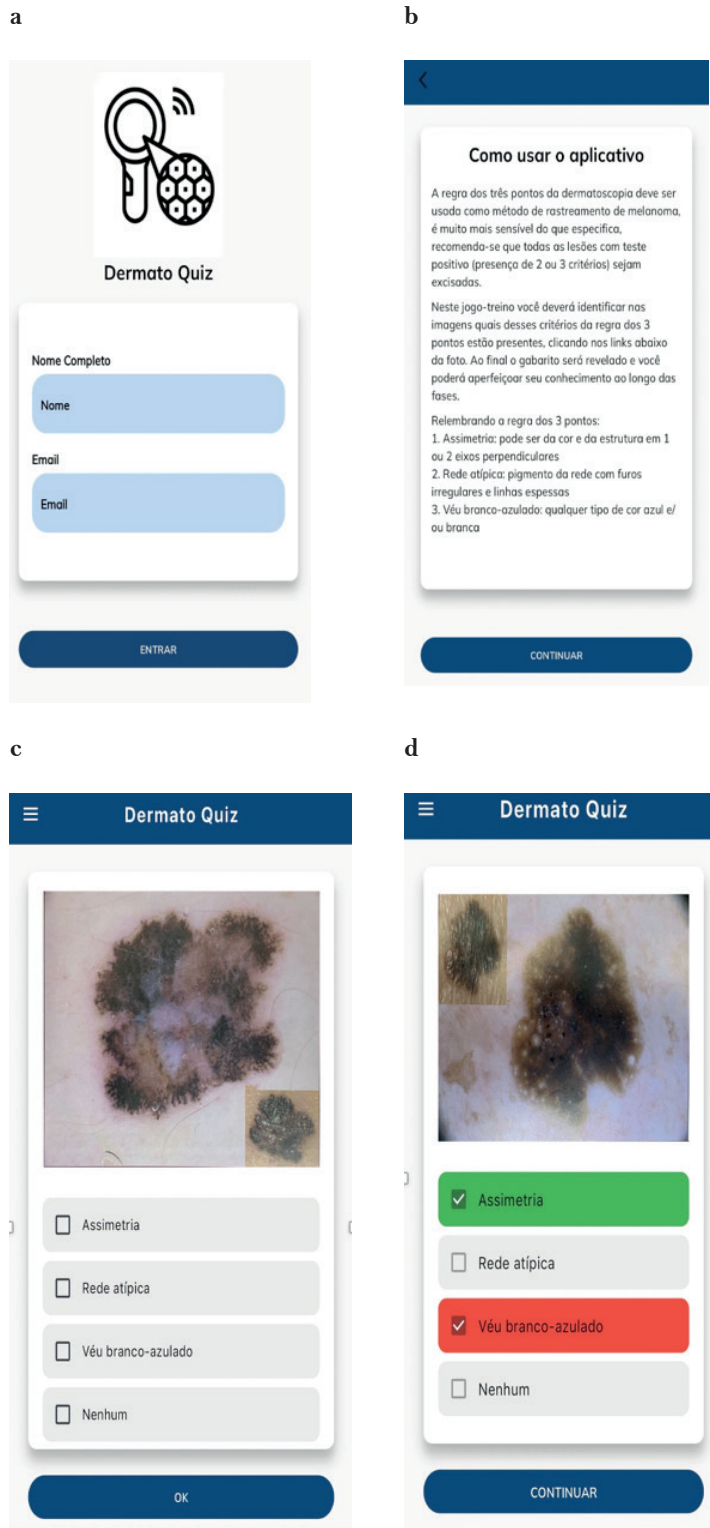 a
Dermato Quiz
Nome Completo
Nome
Email
Email
ENTRAR
b
Como usar o aplicativo
A regra dos três pontos da dermatoscopia deve ser
usada como método de rastreamento de melanoma,
é muito mais sensível do que especifica,
recomenda-se que todas as lesões com teste
positivo (presença de 2 ou 3 critérios) sejam
excisadas.
Neste jogo-treino você deverá identificar nas
imagens quais desses critérios da regra dos 3
pontos estão presentes, clicando nos links abaixo
da foto. Ao final o gabarito será revelado e você
poderá aperfeiçoar seu conhecimento ao longo das
fases.
Relembrando a regra dos 3 pontos:
1. Assimetria: pode ser da cor e da estrutura em 1
ou 2 eixos perpendiculares
2. Rede atípica: pigmento da rede com furos
irregulares e linhas espessas
3. Véu branco-azulado: qualquer tipo de cor azul e/
ou branca
CONTINUAR
c
Dermato Quiz
Assimetria
Rede atípica
Véu branco-azulado
Nenhum
OK
d
Dermato Quiz
Assimetria
Rede atípica
Véu branco-azulado
Nenhum
CONTINUAR